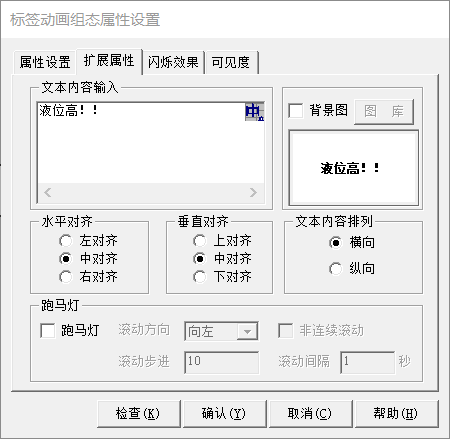 标签动画组态属性设置
属性设置 扩展属性 闪烁效果 可见度
文本内容输入
液位高！！
中
背景图 图 库
液位高！！
水平对齐
左对齐
中对齐
右对齐
垂直对齐
上对齐
中对齐
下对齐
文本内容排列
横向
纵向
跑马灯
跑马灯 滚动方向 向左 非连续滚动
滚动步进 10 滚动间隔 1 秒
检查(K) 确认(Y) 取消(C) 帮助(H)